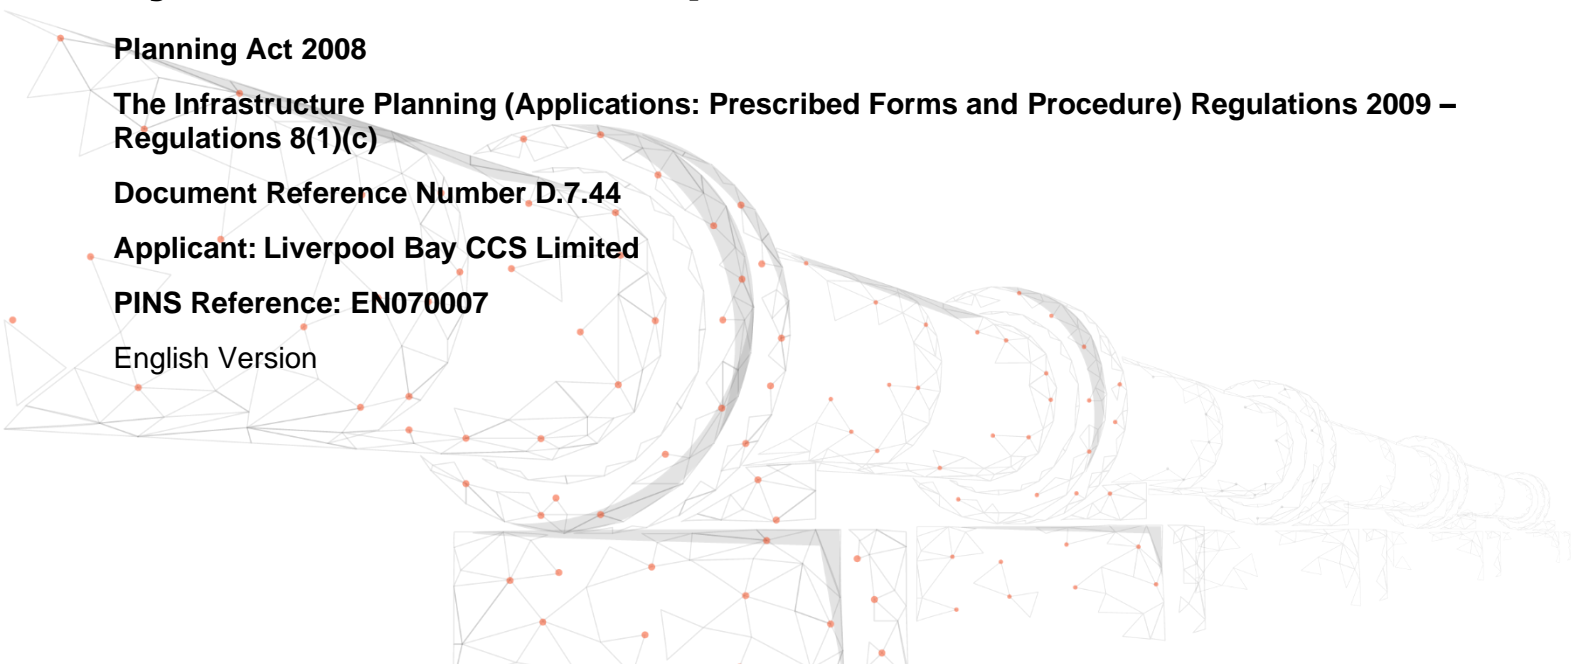 Planning Act 2008
The Infrastructure Planning (Applications: Prescribed Forms and Procedure) Regulations 2009 –
Regulations 8(1)(c)
Document Reference Number D.7.44
Applicant: Liverpool Bay CCS Limited
PINS Reference: EN070007
English Version